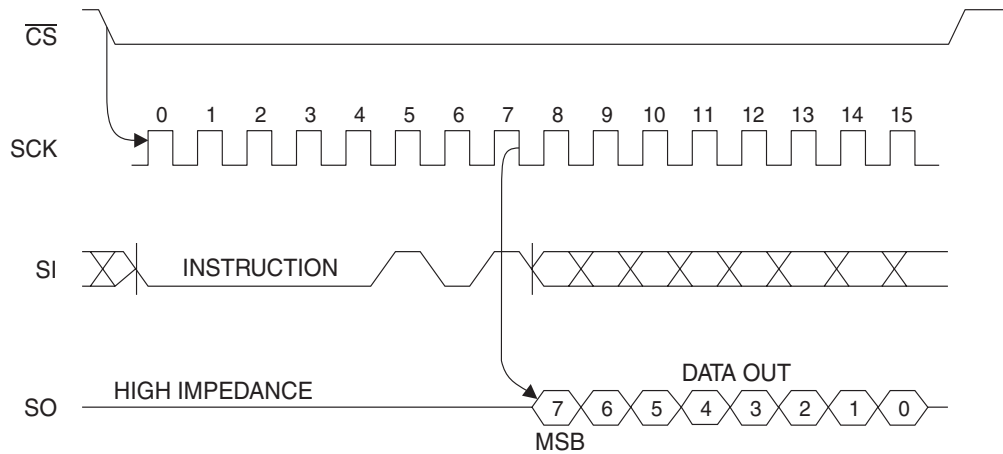 CS
0 1 2 3 4 5 6 7 8 9 10 11 12 13 14 15
SCK
SI
INSTRUCTION
DATA OUT
HIGH IMPEDANCE
SO
7 6 5 4 3 2 1 0
MSB